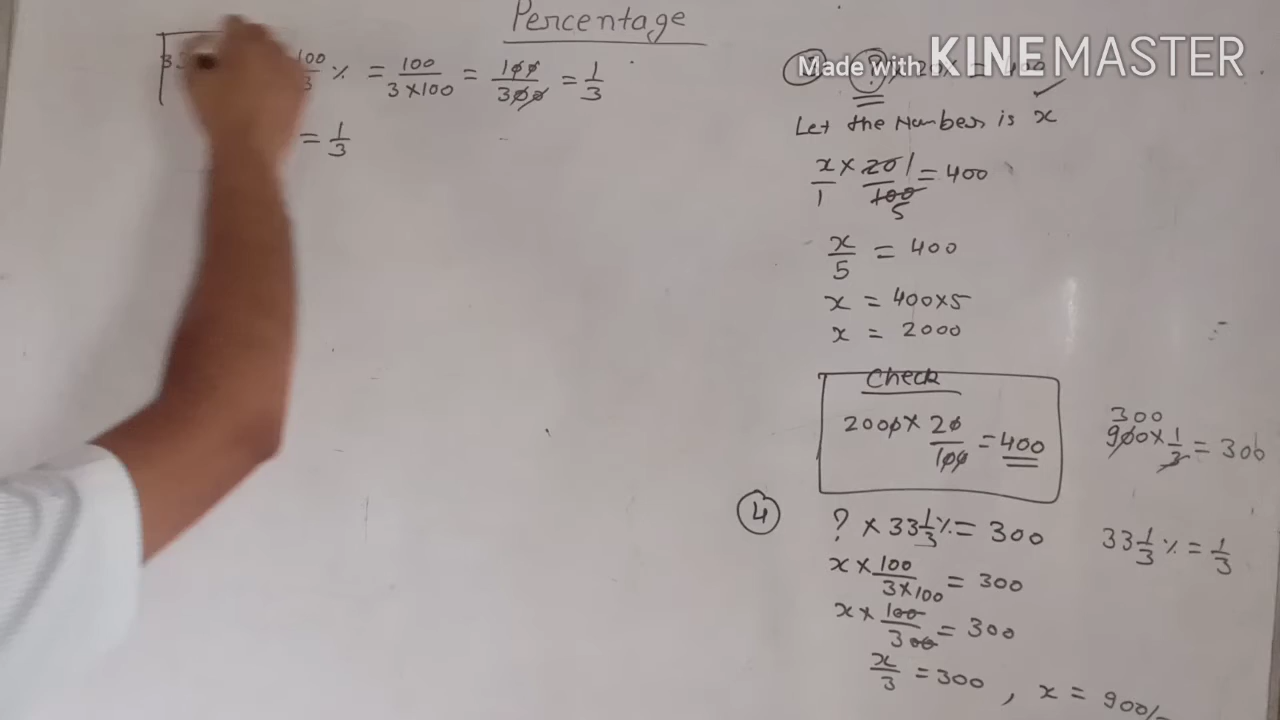 Percentage
100/3 % = 100/3×100 = 100/300 = 1/3
= 1/3
Made with KINEMASTER
Let the Number is x
x/1 × 20/100 1/5 = 400
x/5 = 400
x = 400×5
x = 2000
Check
2000 × 20/100 = 400
300
900 × 1/3 = 300
4 ? × 33 1/3 % = 300
33 1/3 % = 1/3
x × 100/3×100 = 300
x × 100/300 = 300
x/3 = 300 , x = 900/-